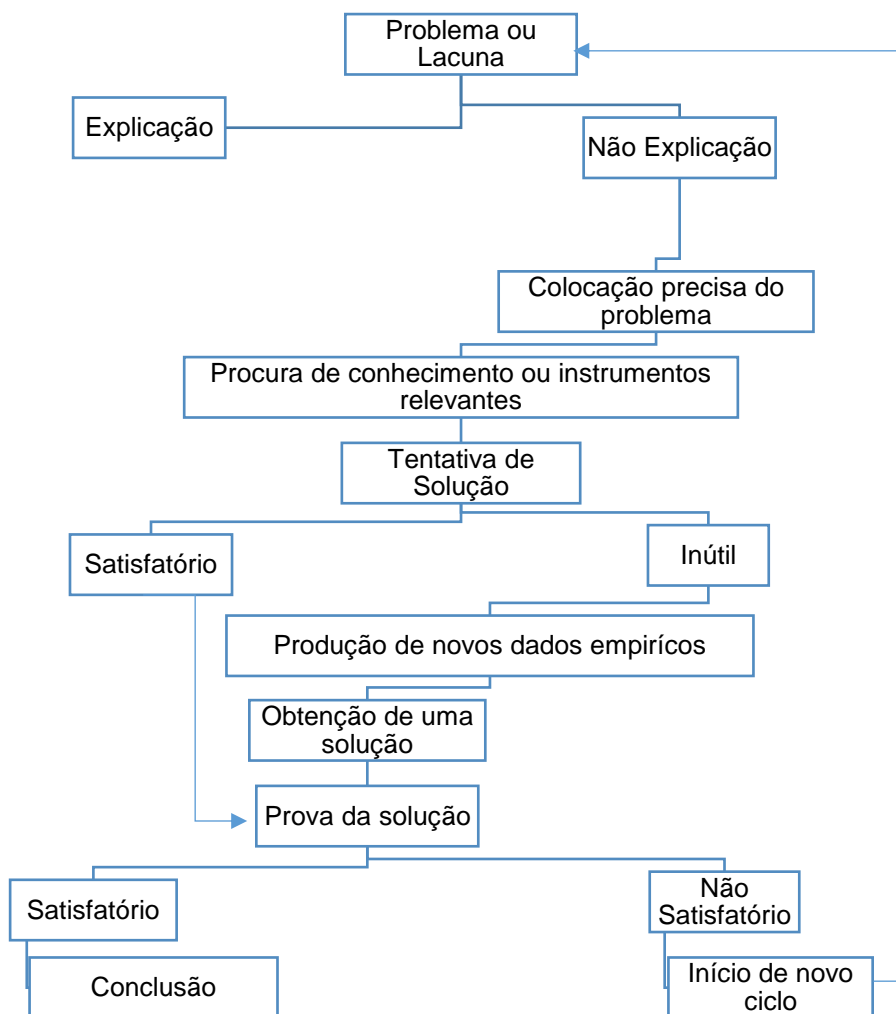 Problema ou
Lacuna
Explicação
Não Explicação
Colocação precisa do
problema
Procura de conhecimento ou instrumentos
relevantes
Tentativa de
Solução
Satisfatório
Inútil
Produção de novos dados empirícos
Obtenção de uma
solução
Prova da solução
Satisfatório
Não
Satisfatório
Conclusão
Início de novo
ciclo